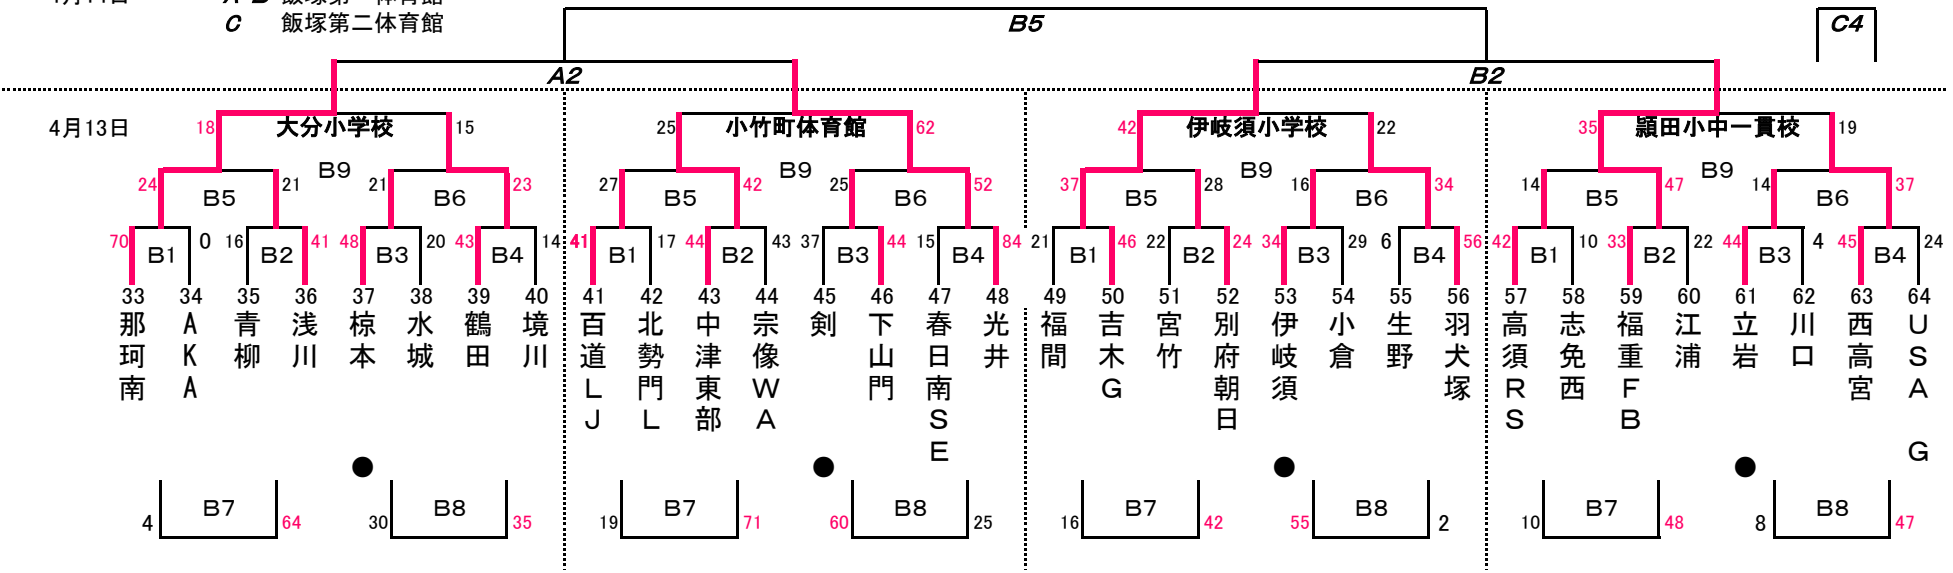 C 飯塚第二体育館
B5 C4
A2 B2
4月13日
18 大分小学校 15 25 小竹町体育館 62 42 伊岐須小学校 22 35 頴田小中一貫校 19
B9 B9 B9 B9
24 21 21 23 27 42 25 52 37 28 16 34 14 47 14 37
B5 B6 B5 B6 B5 B6 B5 B6
70 0 16 41 48 20 43 14 41 17 44 43 37 44 15 84 21 46 22 24 34 29 6 56 42 10 33 22 44 4 45 24
B1 B2 B3 B4 B1 B2 B3 B4 B1 B2 B3 B4 B1 B2 B3 B4
33 34 35 36 37 38 39 40 41 42 43 44 45 46 47 48 49 50 51 52 53 54 55 56 57 58 59 60 61 62 63 64
那珂南
AKA
青柳
浅川
椋本
水城
鶴田
境川
百道LJ
北勢門L
中津東部
宗像WA
剣
下山門
春日南SE
光井
福間
吉木G
宮竹
別府朝日
伊岐須
小倉
生野
羽犬塚
高須RS
志免西
福重FB
江浦
立岩
川口
西高宮
USA G
● ● ● ●
4 B7 64 30 B8 35 19 B7 71 60 B8 25 16 B7 42 55 B8 2 10 B7 48 8 B8 47